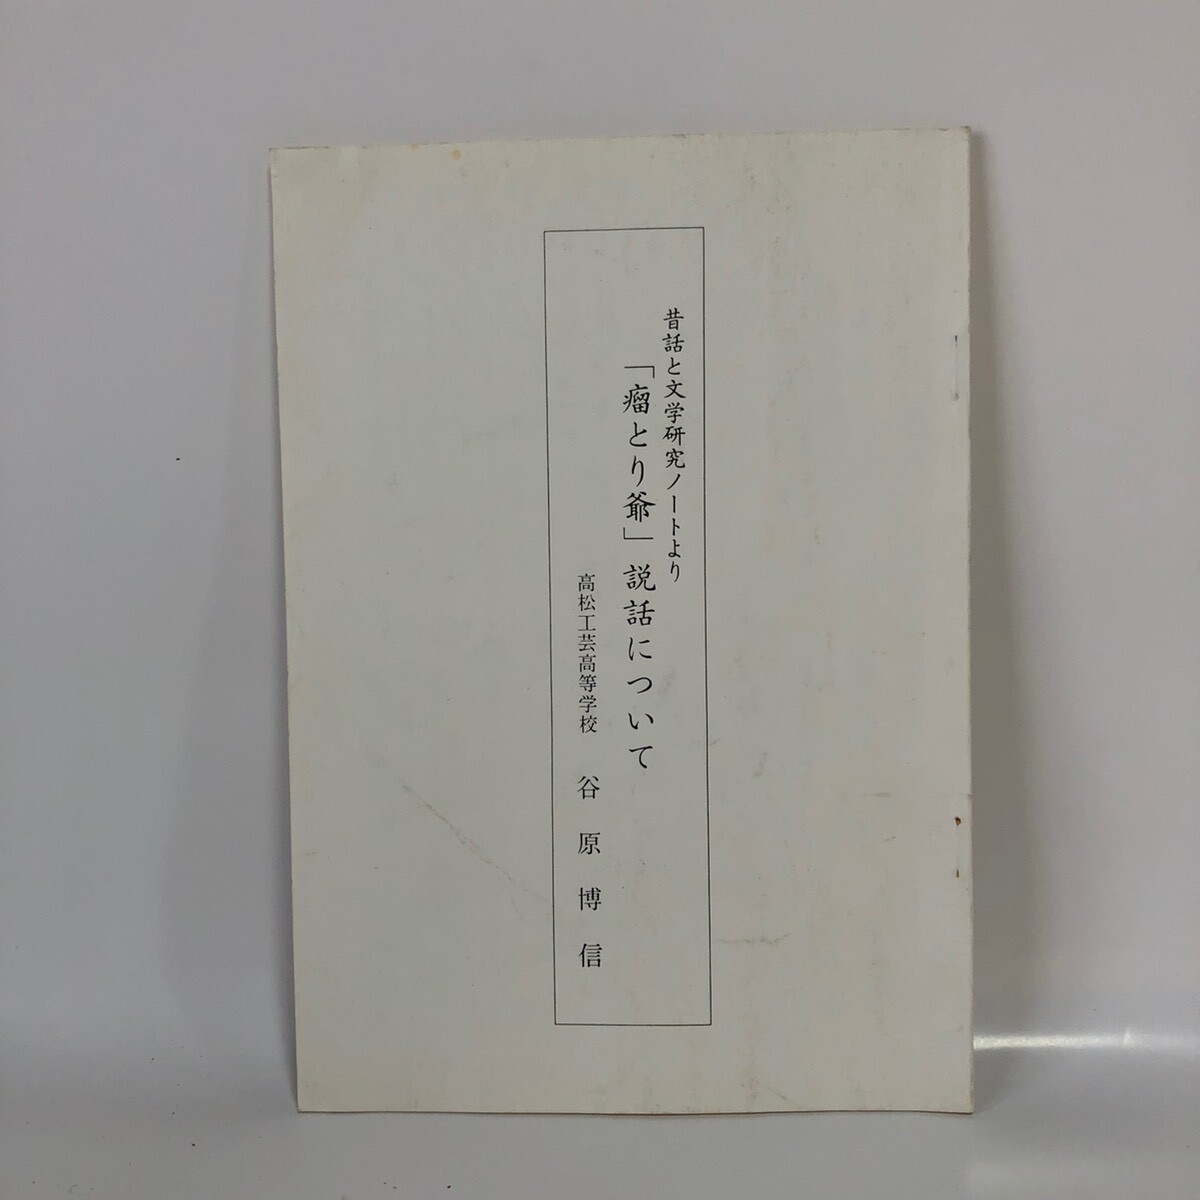 昔話と文学研究ノートより
「瘤とり爺」説話について
高松工芸高等学校 谷原博信